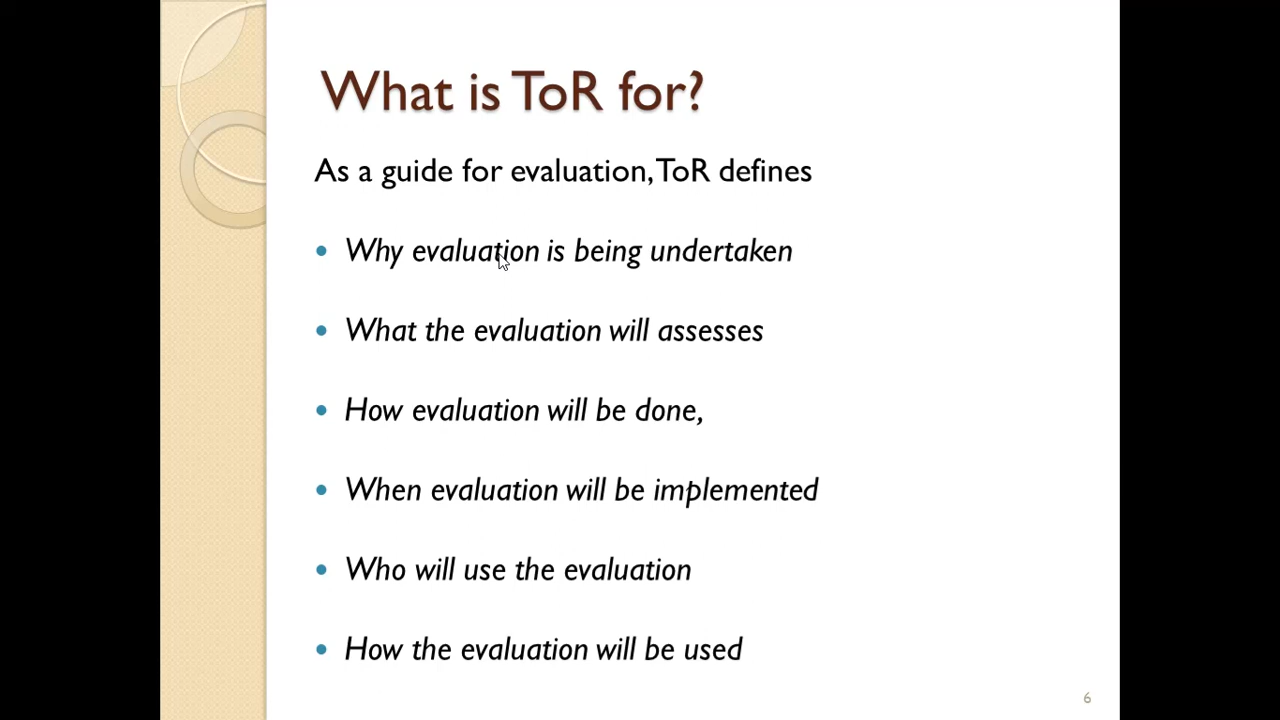 What is ToR for?
As a guide for evaluation, ToR defines
• Why evaluation is being undertaken
• What the evaluation will assesses
• How evaluation will be done,
• When evaluation will be implemented
• Who will use the evaluation
• How the evaluation will be used
6